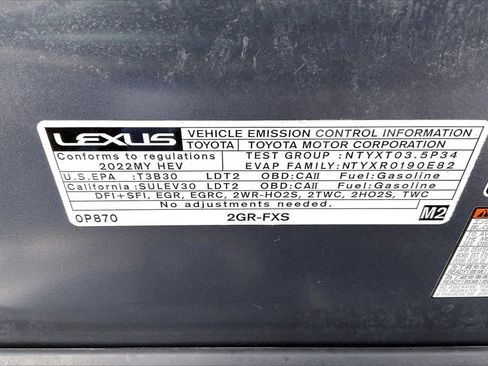 LEXUS
VEHICLE EMISSION CONTROL INFORMATION
TOYOTA TOYOTA MOTOR CORPORATION
Conforms to regulations
2022MY HEV
TEST GROUP :NTYXT03.5P34
EVAP FAMILY:NTYXR0190E82
U.S.EPA :T3B30 LDT2 OBD:CAII Fuel:Gasoline
California:SULEV30 LDT2 OBD:CAII Fuel:Gasoline
DFI+SFI, EGR, EGRC, 2WR-HO2S, 2TWC, 2HO2S, TWC
No adjustments needed.
0P870 2GR-FXS M2